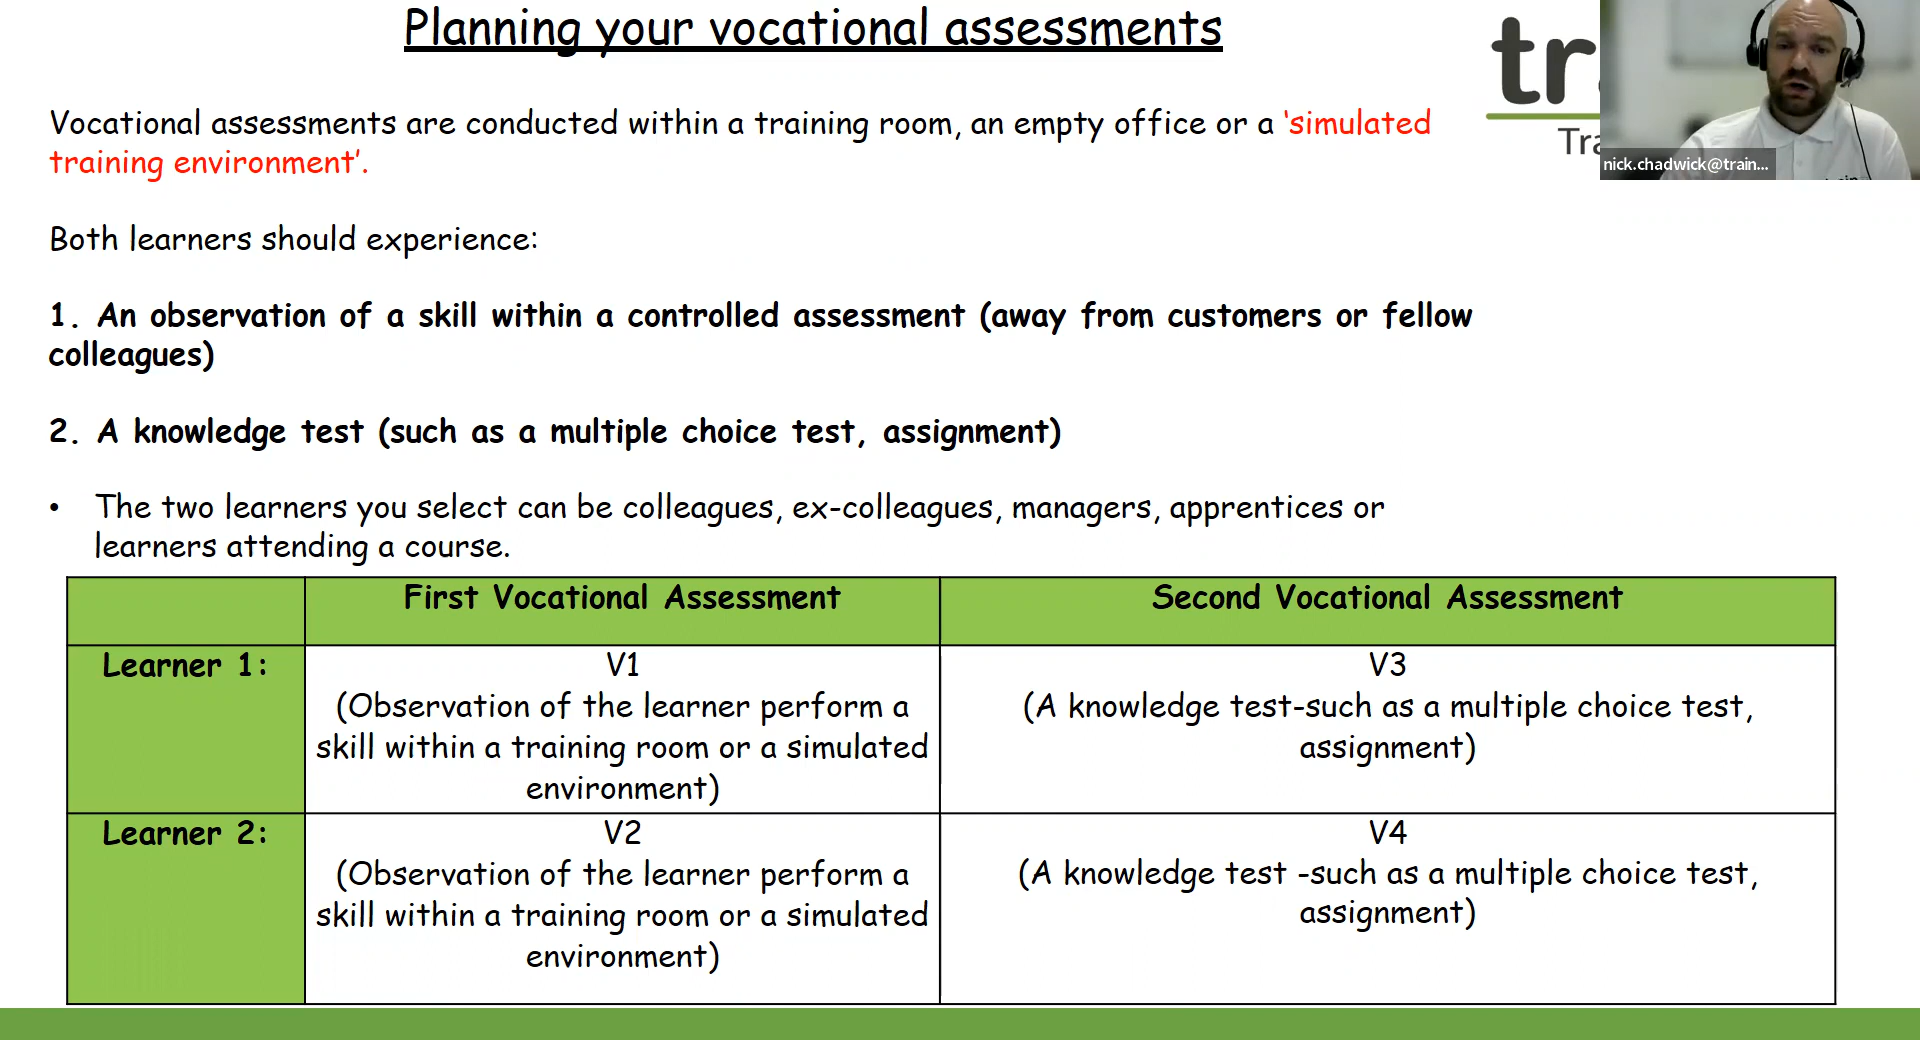 Planning your vocational assessments
Vocational assessments are conducted within a training room, an empty office or a ‘simulated
training environment’.
Both learners should experience:
1. An observation of a skill within a controlled assessment (away from customers or fellow
colleagues)
2. A knowledge test (such as a multiple choice test, assignment)
• The two learners you select can be colleagues, ex-colleagues, managers, apprentices or
learners attending a course.
First Vocational Assessment
Second Vocational Assessment
Learner 1:
V1
(Observation of the learner perform a
skill within a training room or a simulated
environment)
V3
(A knowledge test-such as a multiple choice test,
assignment)
Learner 2:
V2
(Observation of the learner perform a
skill within a training room or a simulated
environment)
V4
(A knowledge test -such as a multiple choice test,
assignment)
nick.chadwick@train...